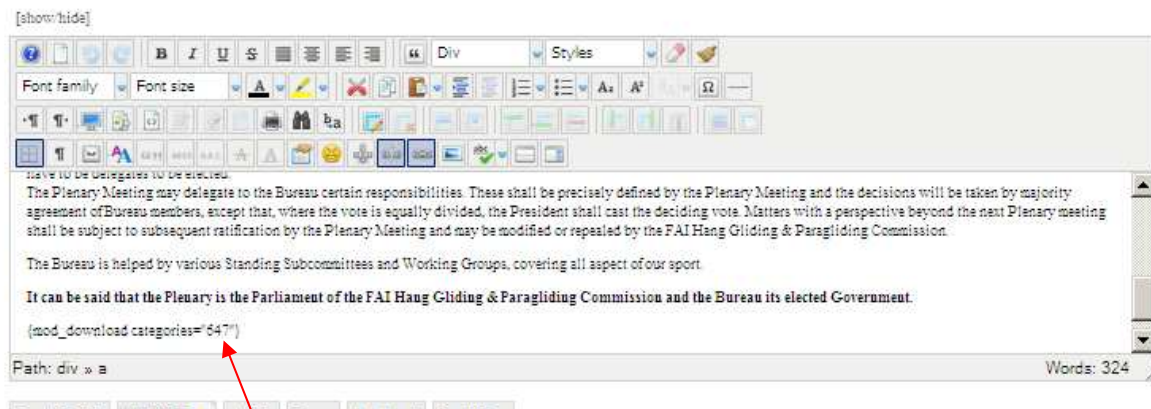 [show/hide]
B I U S Div Styles
Font family Font size
have to be delegates to be elected.
The Plenary Meeting may delegate to the Bureau certain responsibilities. These shall be precisely defined by the Plenary Meeting and the decisions will be taken by majority
agreement of Bureau members, except that, where the vote is equally divided, the President shall cast the deciding vote. Matters with a perspective beyond the next Plenary meeting
shall be subject to subsequent ratification by the Plenary Meeting and may be modified or repealed by the FAI Hang Gliding & Paragliding Commission.
The Bureau is helped by various Standing Subcommittees and Working Groups, covering all aspect of our sport.
It can be said that the Plenary is the Parliament of the FAI Hang Gliding & Paragliding Commission and the Bureau its elected Government.
{mod_download categories="647"}
Path: div » a Words: 324